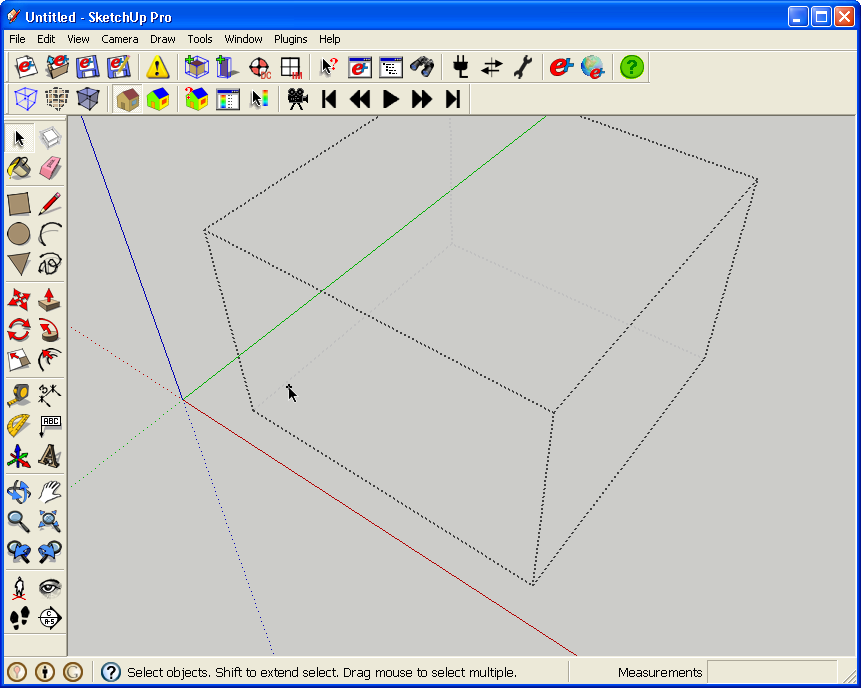 Untitled - SketchUp Pro
File Edit View Camera Draw Tools Window Plugins Help
ABC
Select objects. Shift to extend select. Drag mouse to select multiple.
Measurements